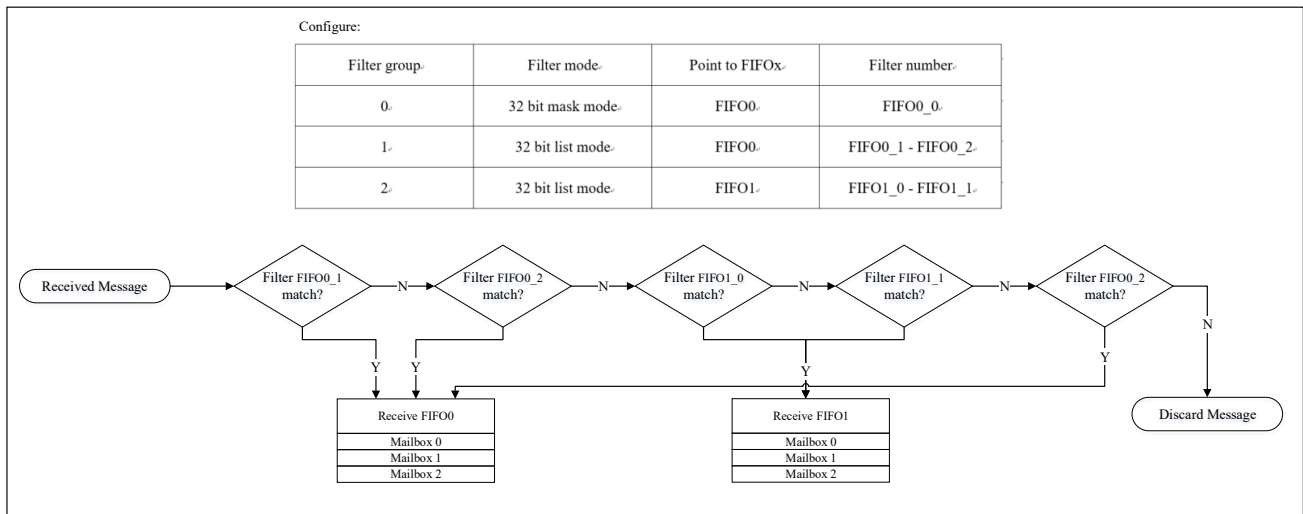 Configure:
Filter group Filter mode Point to FIFOx Filter number
0 32 bit mask mode FIFO0 FIFO0_0
1 32 bit list mode FIFO0 FIFO0_1 - FIFO0_2
2 32 bit list mode FIFO1 FIFO1_0 - FIFO1_1
Received Message
Filter FIFO0_1
match?
N
Filter FIFO0_2
match?
N
Filter FIFO1_0
match?
N
Filter FIFO1_1
match?
N
Filter FIFO0_2
match?
N
Y
Y
Y
Y
Receive FIFO0
Mailbox 0
Mailbox 1
Mailbox 2
Receive FIFO1
Mailbox 0
Mailbox 1
Mailbox 2
Discard Message